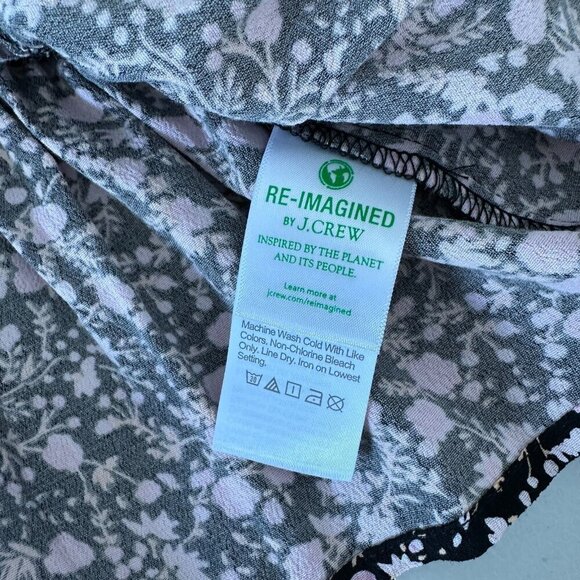 RE-IMAGINED
BY J.CREW
INSPIRED BY THE PLANET
AND ITS PEOPLE.
Learn more at
jcrew.com/reimagined
Machine Wash Cold With Like
Colors. Non-Chlorine Bleach
Only. Line Dry. Iron on Lowest
Setting.